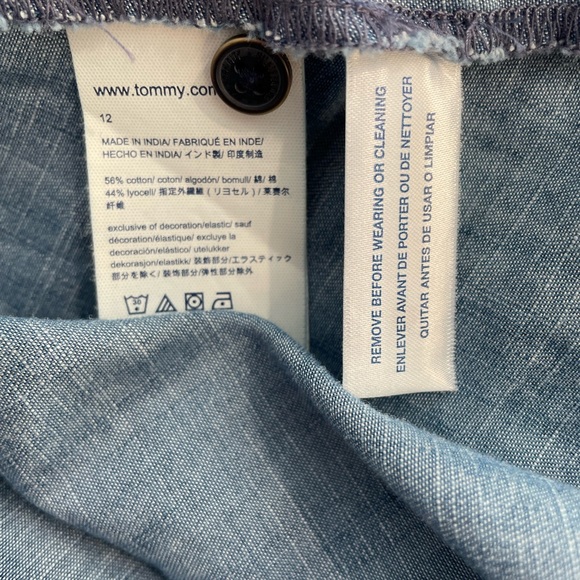 www.tommy.com
12
MADE IN INDIA/ FABRIQUÉ EN INDE/
HECHO EN INDIA/ インド製/ 印度制造
56% cotton/ coton/ algodón/ bomull/ 綿/ 棉
44% lyocell/ 指定外繊維 ( リヨセル ) / 莱赛尔
纤维
exclusive of decoration/elastic/ sauf
décoration/élastique/ excluye la
decoración/elástico/ utelukker
dekorasjon/elastikk/ 装飾部分/エラスティック
部分を除く/ 装饰部分/弹性部分除外
30
REMOVE BEFORE WEARING OR CLEANING
ENLEVER AVANT DE PORTER OU DE NETTOYER
QUITAR ANTES DE USAR O LIMPIAR